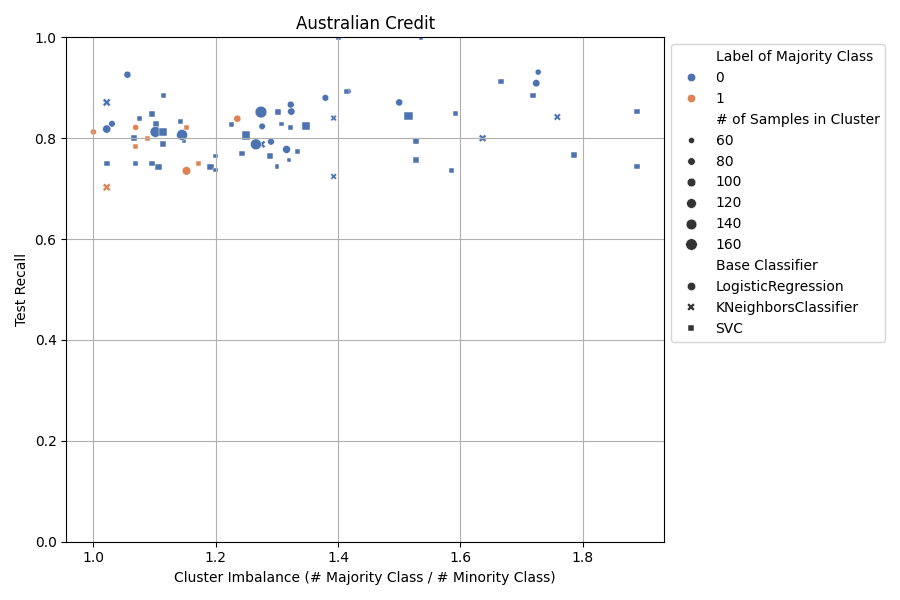 Australian Credit
1.0
0.8
0.6
0.4
0.2
0.0
Test Recall
1.0 1.2 1.4 1.6 1.8
Cluster Imbalance (# Majority Class / # Minority Class)
Label of Majority Class
0
1
# of Samples in Cluster
60
80
100
120
140
160
Base Classifier
LogisticRegression
KNeighborsClassifier
SVC